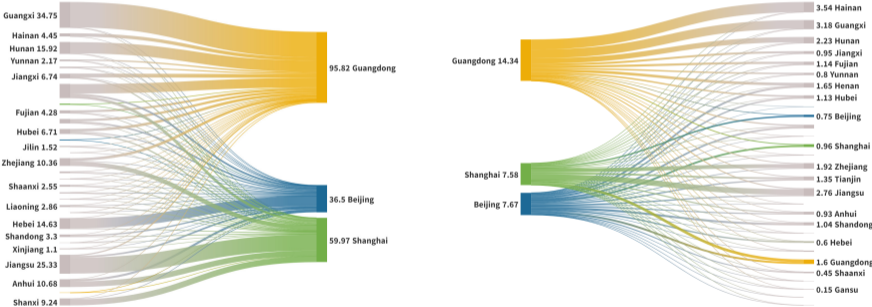 Guangxi 34.75
Hainan 4.45
Hunan 15.92
Yunnan 2.17
Jiangxi 6.74
Fujian 4.28
Hubei 6.71
Jilin 1.52
Zhejiang 10.36
Shaanxi 2.55
Liaoning 2.86
Hebei 14.63
Shandong 3.3
Xinjiang 1.1
Jiangsu 25.33
Anhui 10.68
Shanxi 9.24
95.82 Guangdong
36.5 Beijing
59.97 Shanghai
Guangdong 14.34
Shanghai 7.58
Beijing 7.67
3.54 Hainan
3.18 Guangxi
2.23 Hunan
0.95 Jiangxi
1.14 Fujian
0.8 Yunnan
1.65 Henan
1.13 Hubei
0.75 Beijing
0.96 Shanghai
1.92 Zhejiang
1.35 Tianjin
2.76 Jiangsu
0.93 Anhui
1.04 Shandong
0.6 Hebei
1.6 Guangdong
0.45 Shaanxi
0.15 Gansu